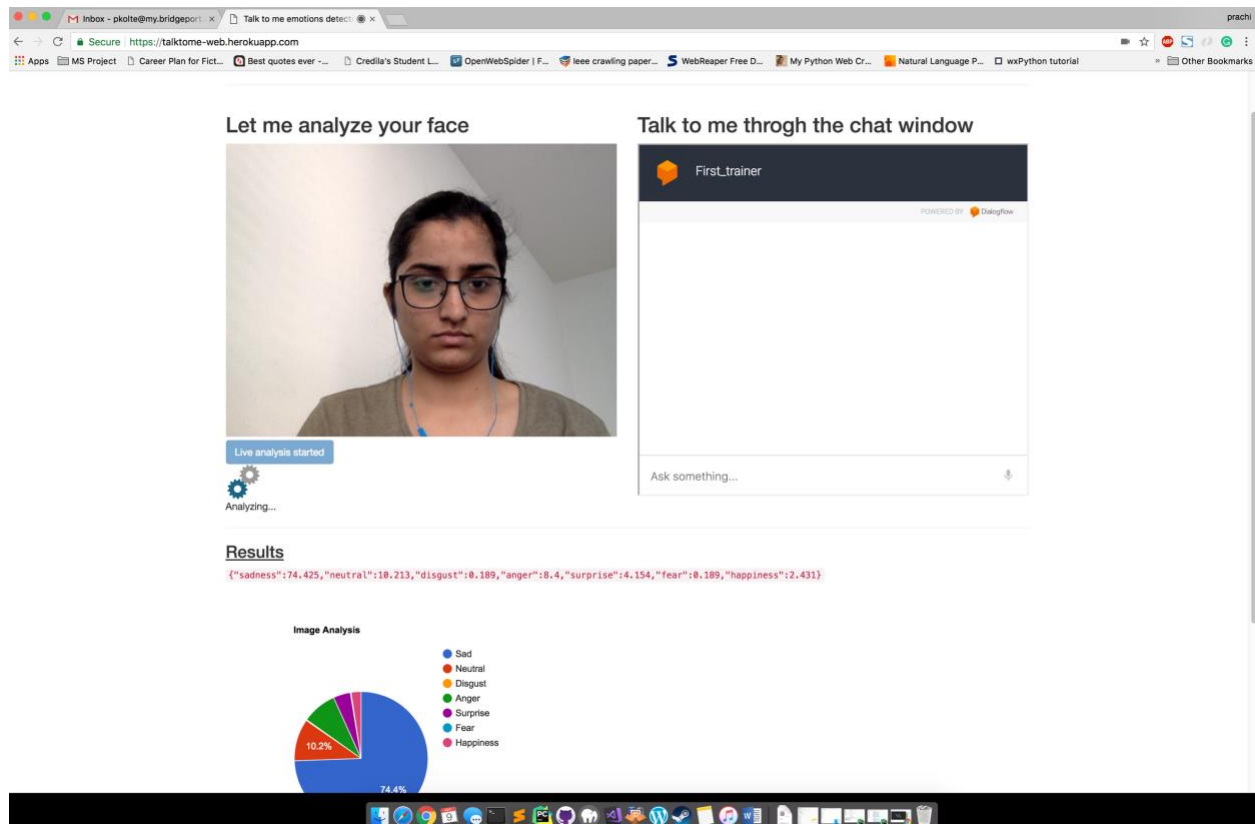 M Inbox - pkolte@my.bridgeport.
Talk to me emotions detect
prachi
Secure https://talktome-web.herokuapp.com
Apps MS Project Career Plan for Fict... Best quotes ever -... Credila's Student L... OpenWebSpider | F... Ieee crawling paper... WebReaper Free D... My Python Web Cr... Natural Language P... wxPython tutorial » Other Bookmarks
Let me analyze your face
Talk to me throgh the chat window
First_trainer
POWERED BY Dialogflow
Live analysis started
Ask something...
Analyzing...
Results
{"sadness":74.425,"neutral":10.213,"disgust":0.189,"anger":8.4,"surprise":4.154,"fear":0.189,"happiness":2.431}
Image Analysis
Sad
Neutral
Disgust
Anger
Surprise
Fear
Happiness
10.2%
74.4%